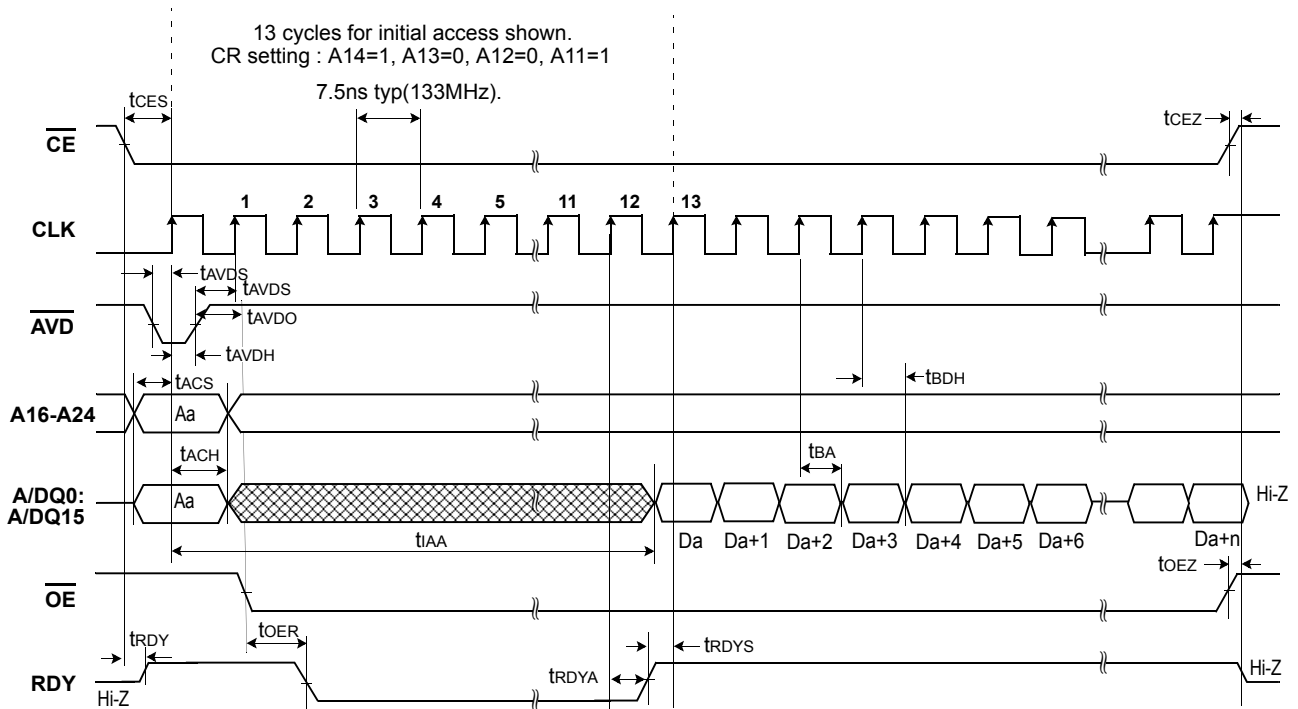 13 cycles for initial access shown.
CR setting : A14=1, A13=0, A12=0, A11=1
7.5ns typ(133MHz).
tCES
tCEZ
CE
1 2 3 4 5 11 12 13
CLK
tAVDS
tAVDS
AVD
tAVDO
tAVDH
tACS
tBDH
A16-A24
Aa
tACH
tBA
A/DQ0:
A/DQ15
Aa
Hi-Z
tIAA
Da Da+1 Da+2 Da+3 Da+4 Da+5 Da+6 Da+n
tOEZ
OE
tOER
tRDY
tRDYS
tRDYA
RDY
Hi-Z
Hi-Z